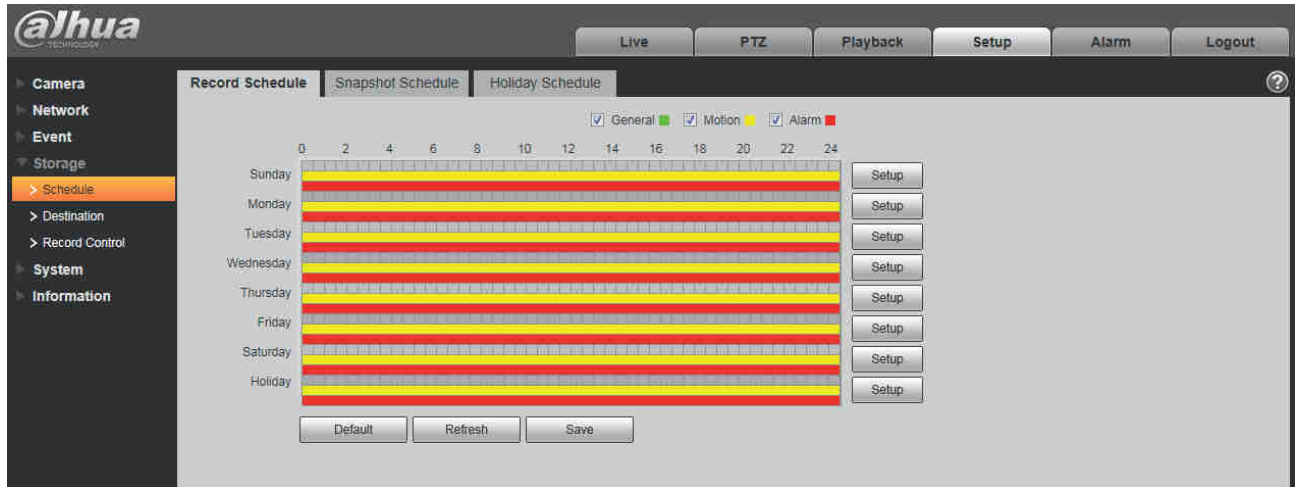 alhua
TECHNOLOGY
Live PTZ Playback Setup Alarm Logout
Camera
Network
Event
Storage
> Schedule
> Destination
> Record Control
System
Information
Record Schedule Snapshot Schedule Holiday Schedule ?
General Motion Alarm
0 2 4 6 8 10 12 14 16 18 20 22 24
Sunday Setup
Monday Setup
Tuesday Setup
Wednesday Setup
Thursday Setup
Friday Setup
Saturday Setup
Holiday Setup
Default Refresh Save